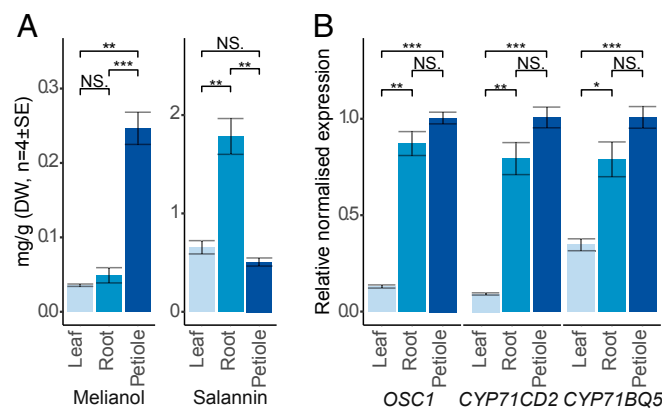 A
B
** NS. *** *** ***
NS. *** ** ** NS. NS. NS.
** ** *
mg/g (DW, n=4±SE)
0.3
0.2
0.1
0.0
2
1
0
Relative normalised expression
1.0
0.5
0.0
Leaf Root Petiole Leaf Root Petiole Leaf Root Petiole Leaf Root Petiole Leaf Root Petiole
Melianol Salannin OSC1 CYP71CD2 CYP71BQ5